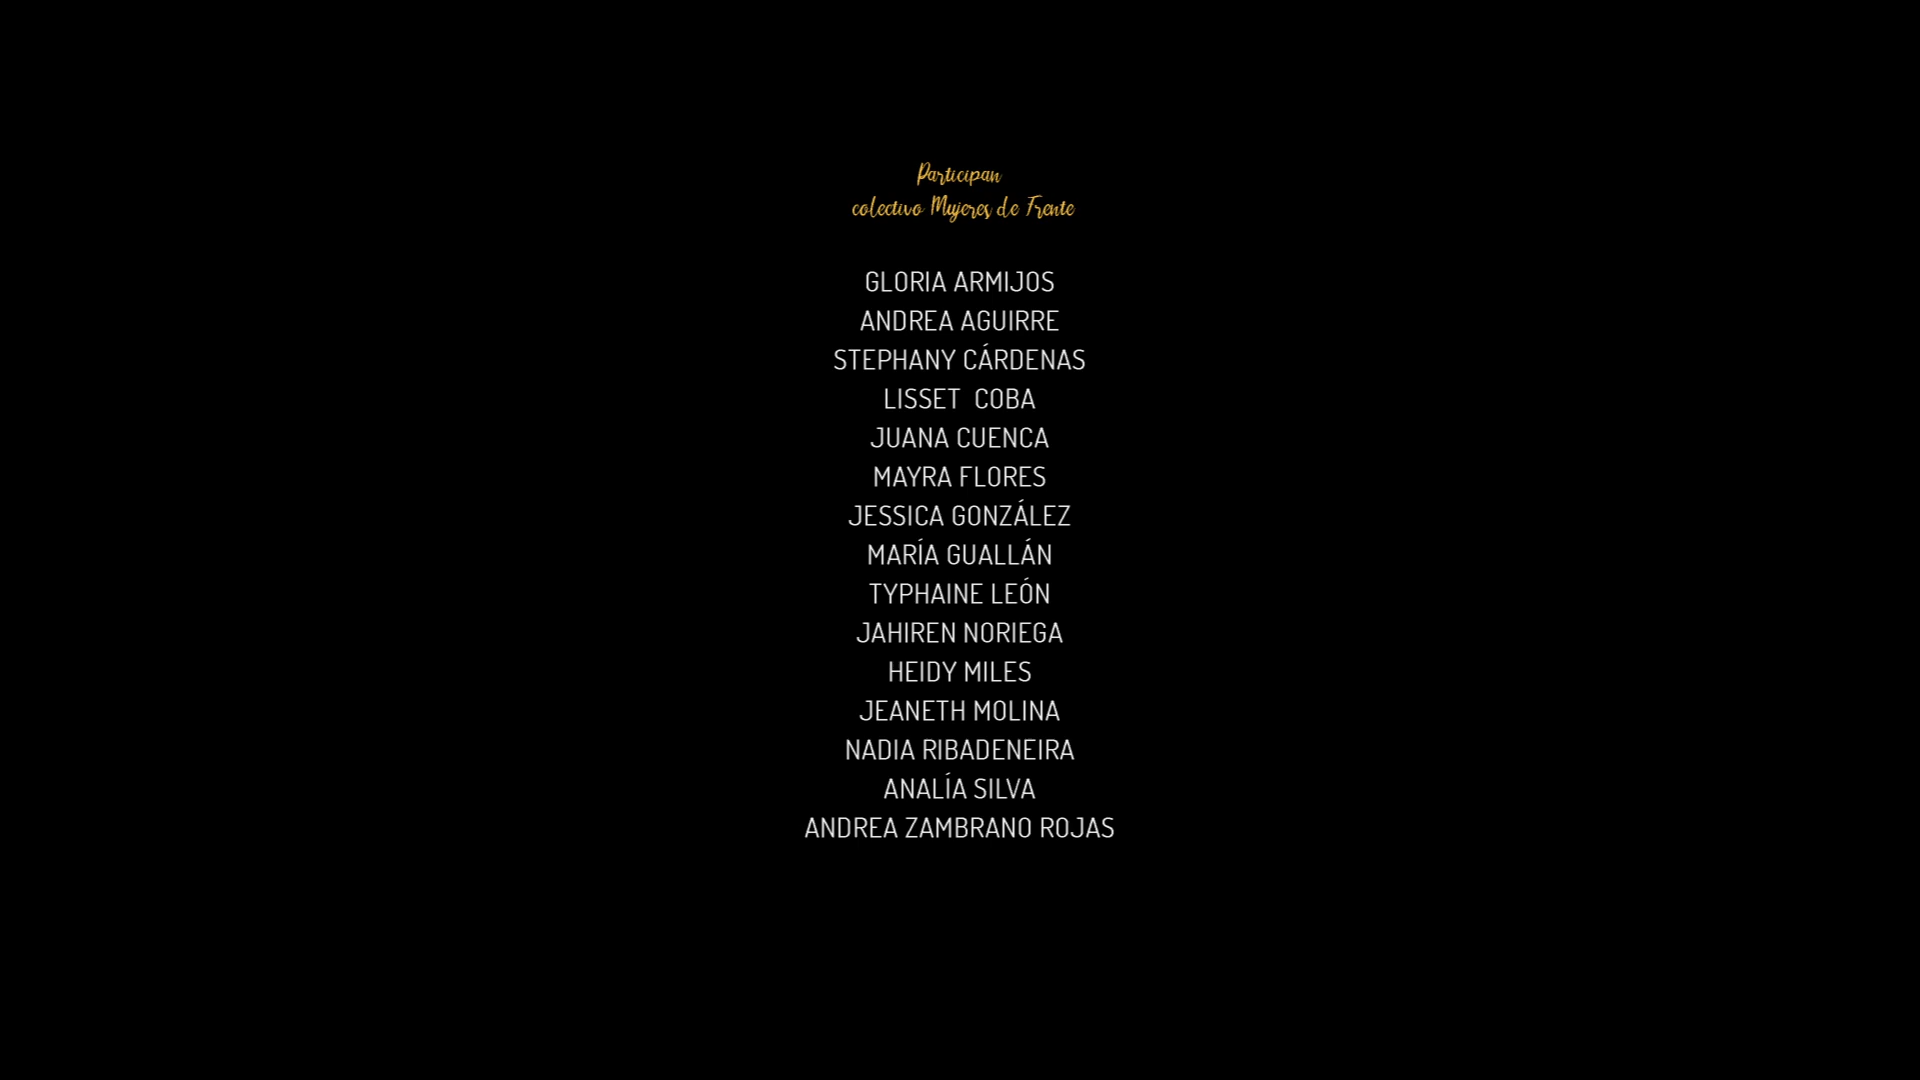 Participan
colectivo Mujeres de Frente
GLORIA ARMIJOS
ANDREA AGUIRRE
STEPHANY CÁRDENAS
LISSET  COBA
JUANA CUENCA
MAYRA FLORES
JESSICA GONZÁLEZ
MARÍA GUALLÁN
TYPHAINE LEÓN
JAHIREN NORIEGA
HEIDY MILES
JEANETH MOLINA
NADIA RIBADENEIRA
ANALÍA SILVA
ANDREA ZAMBRANO ROJAS